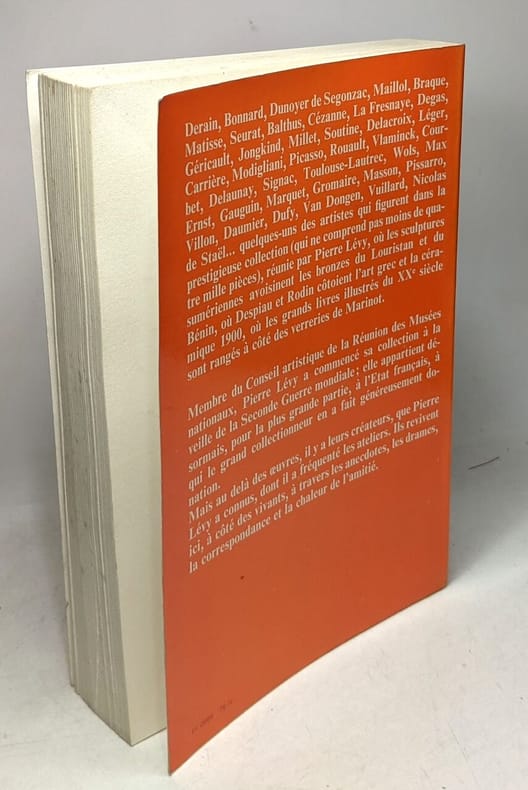 Derain, Bonnard, Dunoyer de Segonzac, Maillol, Braque,
Matisse, Seurat, Balthus, Cézanne, La Fresnaye, Degas,
Géricault, Jongkind, Millet, Soutine, Delacroix, Léger,
Carrière, Modigliani, Picasso, Rouault, Vlaminck, Cour-
bet, Delaunay, Signac, Toulouse-Lautrec, Wols, Max
Ernst, Gauguin, Marquet, Gromaire, Masson, Pissarro,
Villon, Daumier, Dufy, Van Dongen, Vuillard, Nicolas
de Staël... quelques-uns des artistes qui figurent dans la
prestigieuse collection (qui ne comprend pas moins de qua-
tre mille pièces), réunie par Pierre Lévy, où les sculptures
sumériennes avoisinent les bronzes du Louristan et du
Bénin, où Despiau et Rodin côtoient l'art grec et la céra-
mique 1900, où les grands livres illustrés du XXe siècle
sont rangés à côté des verreries de Marinot.
Membre du Conseil artistique de la Réunion des Musées
nationaux, Pierre Lévy a commencé sa collection à la
veille de la Seconde Guerre mondiale ; elle appartient dé-
sormais, pour la plus grande partie, à l'Etat français, à
qui le grand collectionneur en a fait généreusement do-
nation.
Mais au delà des œuvres, il y a leurs créateurs, que Pierre
Lévy a connus, dont il a fréquenté les ateliers. Ils revivent
ici, à côté des vivants, à travers les anecdotes, les drames,
la correspondance et la chaleur de l'amitié.